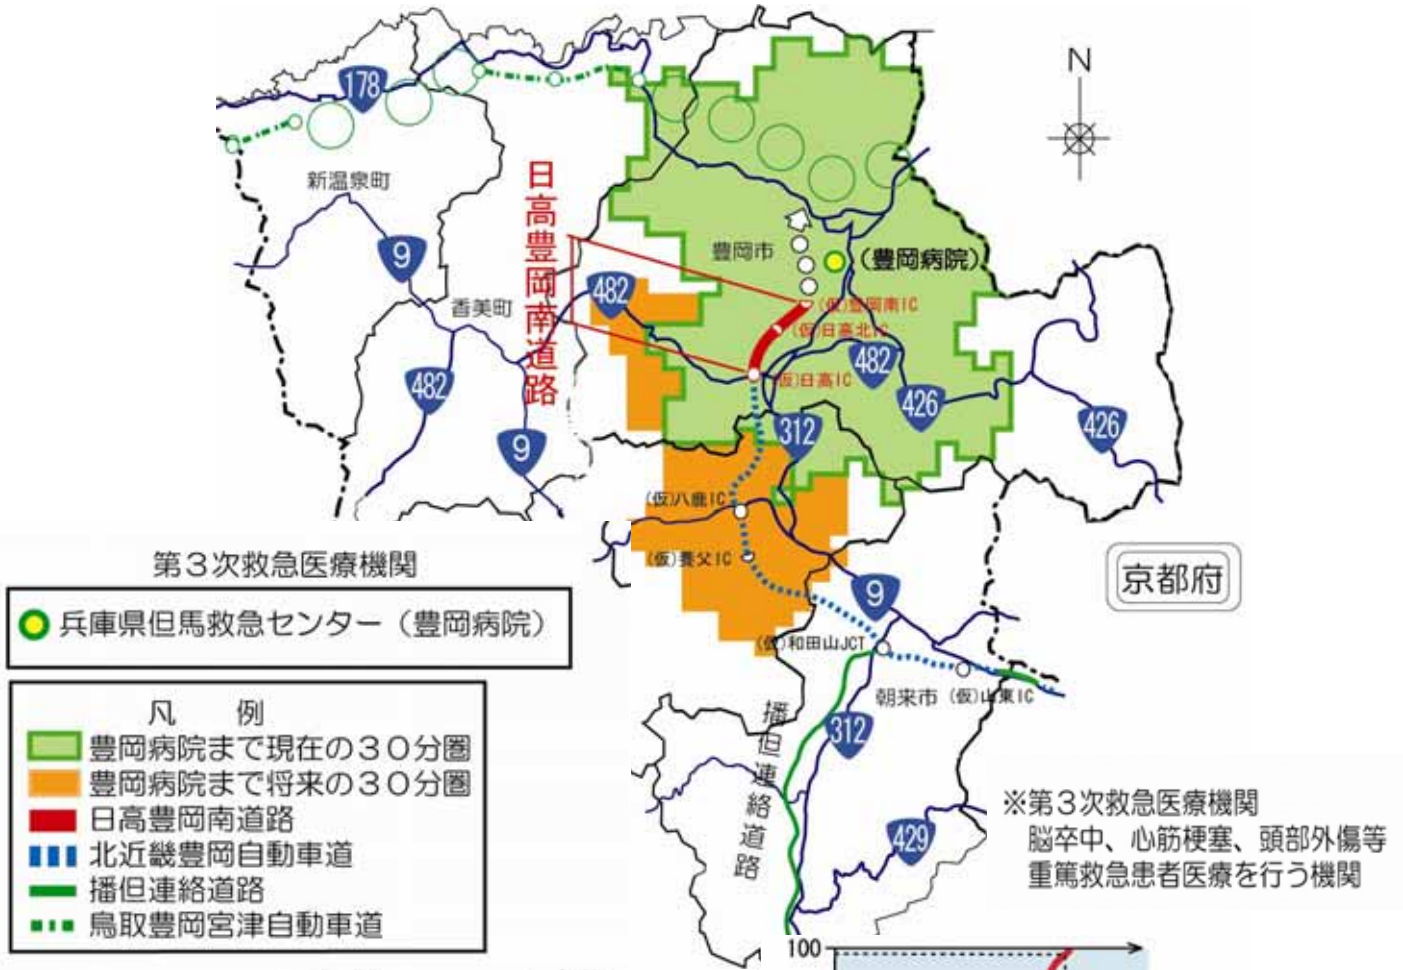 N
178
新温泉町
9
香美町
482
482
9
日高豊岡南道路
豊岡市
(豊岡病院)
(仮)豊岡南IC
(仮)日高北IC
(仮)日高IC
482
426
426
312
(仮)八鹿IC
(仮)養父IC
9
京都府
(仮)和田山JCT
朝来市
(仮)山東IC
312
播但連絡道路
429
第3次救急医療機関
兵庫県但馬救急センター(豊岡病院)
凡 例
豊岡病院まで現在の30分圏
豊岡病院まで将来の30分圏
日高豊岡南道路
北近畿豊岡自動車道
播但連絡道路
鳥取豊岡宮津自動車道
※第3次救急医療機関
脳卒中、心筋梗塞、頭部外傷等
重篤救急患者医療を行う機関
100